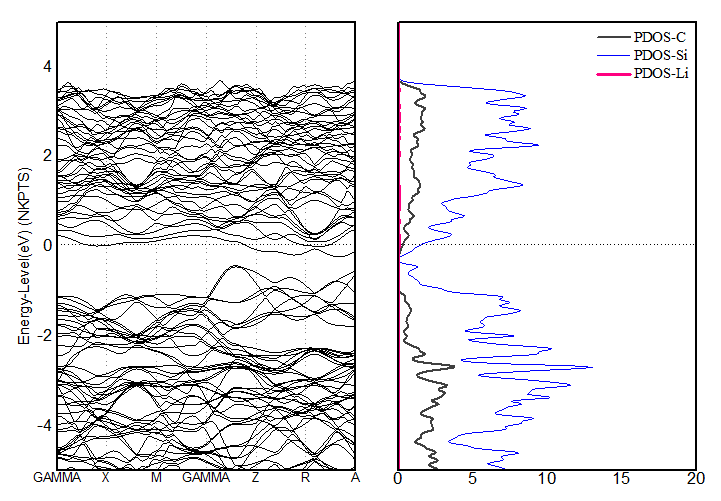 4
2
0
-2
-4
Energy-Level(eV) (NKPTS)
GAMMA X M GAMMA Z R A
PDOS-C
PDOS-Si
PDOS-Li
0 5 10 15 20